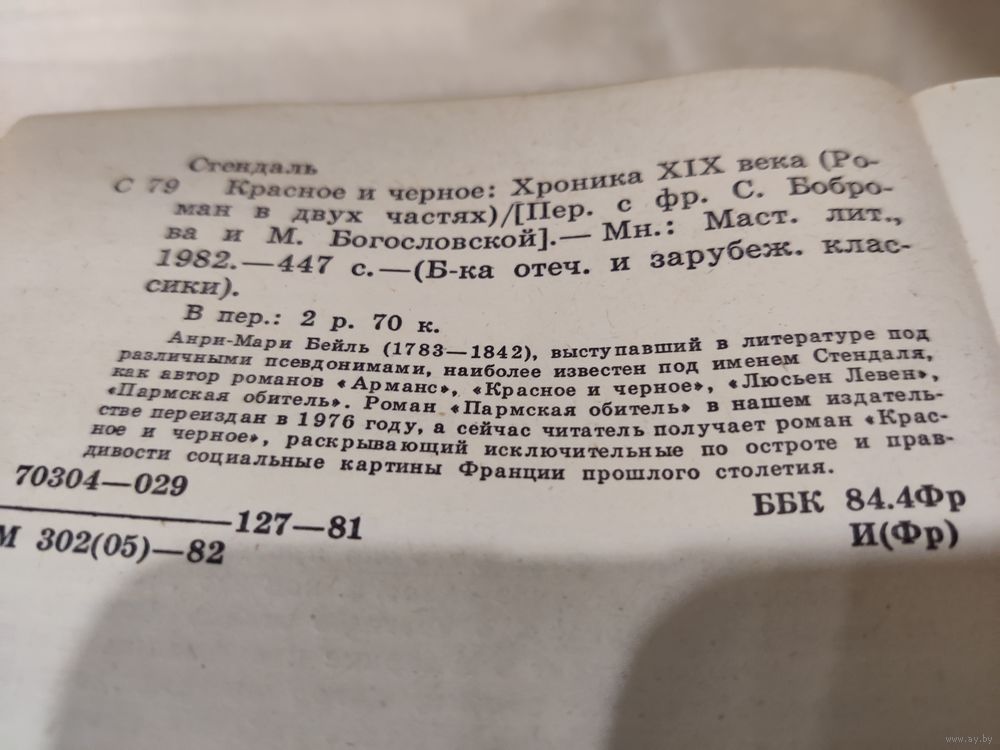 Стендаль
С 79 Красное и черное: Хроника XIX века (Ро-
ман в двух частях)/[Пер. с фр. С. Бобро-
ва и М. Богословской].— Мн.: Маст. лит.,
1982.—447 с.—(Б-ка отеч. и зарубеж. клас-
сики).
В пер.: 2 р. 70 к.
Анри-Мари Бейль (1783—1842), выступавший в литературе под
различными псевдонимами, наиболее известен под именем Стендаля,
как автор романов «Арманс», «Красное и черное», «Люсьен Левен»,
«Пармская обитель». Роман «Пармская обитель» в нашем издатель-
стве переиздан в 1976 году, а сейчас читатель получает роман «Крас-
ное и черное», раскрывающий исключительные по остроте и прав-
дивости социальные картины Франции прошлого столетия.
70304—029
127—81
М 302(05)—82
ББК 84.4Фр
И(Фр)
www.ay.by